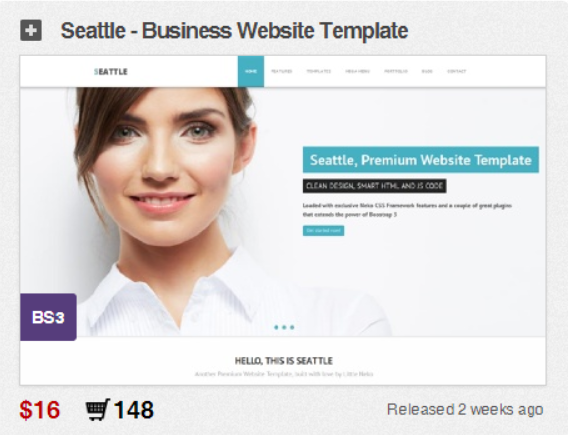 Seattle - Business Website Template
SEATTLE
HOME FEATURES TEMPLATES MEGA MENU PORTFOLIO BLOG CONTACT
Seattle, Premium Website Template
CLEAN DESIGN, SMART HTML AND JS CODE
Loaded with exclusive Neko CSS Framework features and a couple of great plugins
that extends the power of Boostrap 3
Get started now!
BS3
HELLO, THIS IS SEATTLE
Another Premium Website Template, built with love by Little Neko
$16 148 Released 2 weeks ago